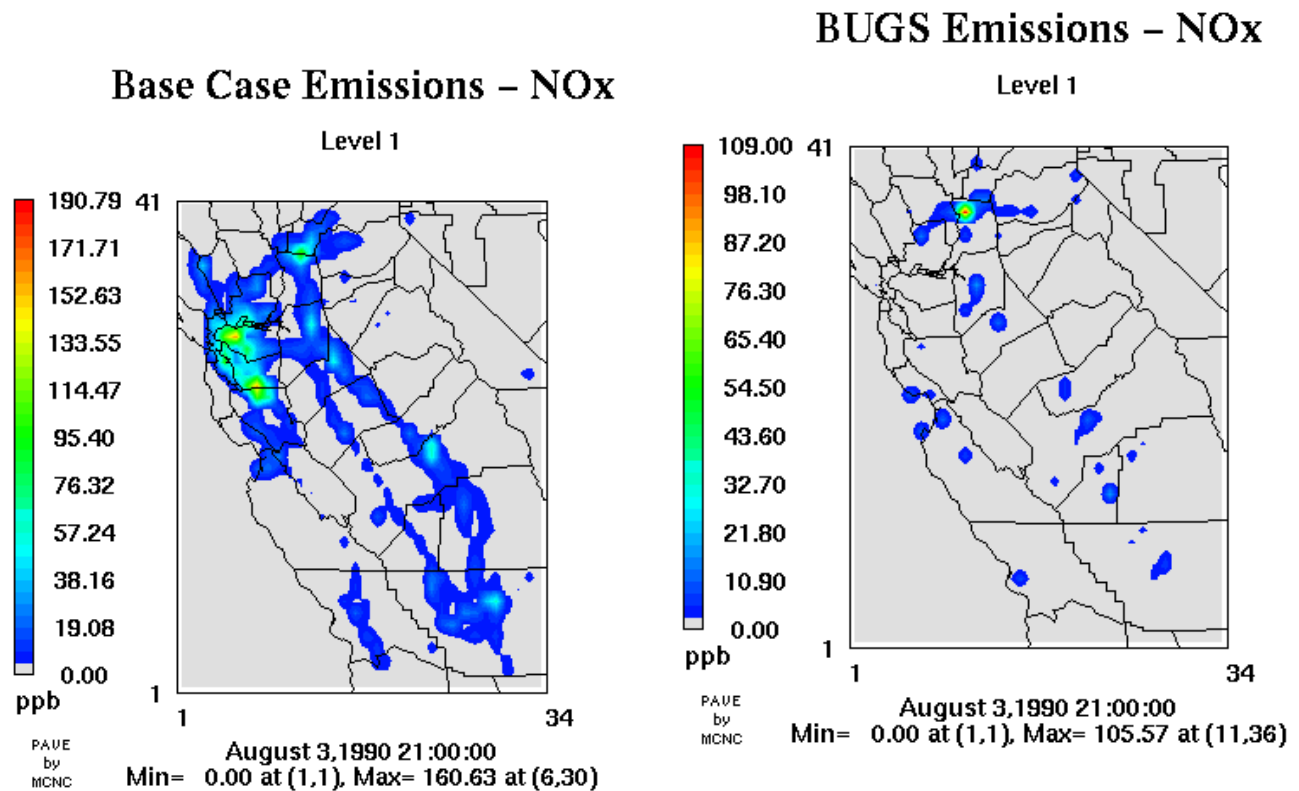 Base Case Emissions – NOx
Level 1
190.79
171.71
152.63
133.55
114.47
95.40
76.32
57.24
38.16
19.08
0.00
ppb
41
1
1
34
PAVE
by
MCNC
August 3,1990 21:00:00
Min= 0.00 at (1,1), Max= 160.63 at (6,30)
BUGS Emissions – NOx
Level 1
109.00
98.10
87.20
76.30
65.40
54.50
43.60
32.70
21.80
10.90
0.00
ppb
41
1
1
34
PAVE
by
MCNC
August 3,1990 21:00:00
Min= 0.00 at (1,1), Max= 105.57 at (11,36)